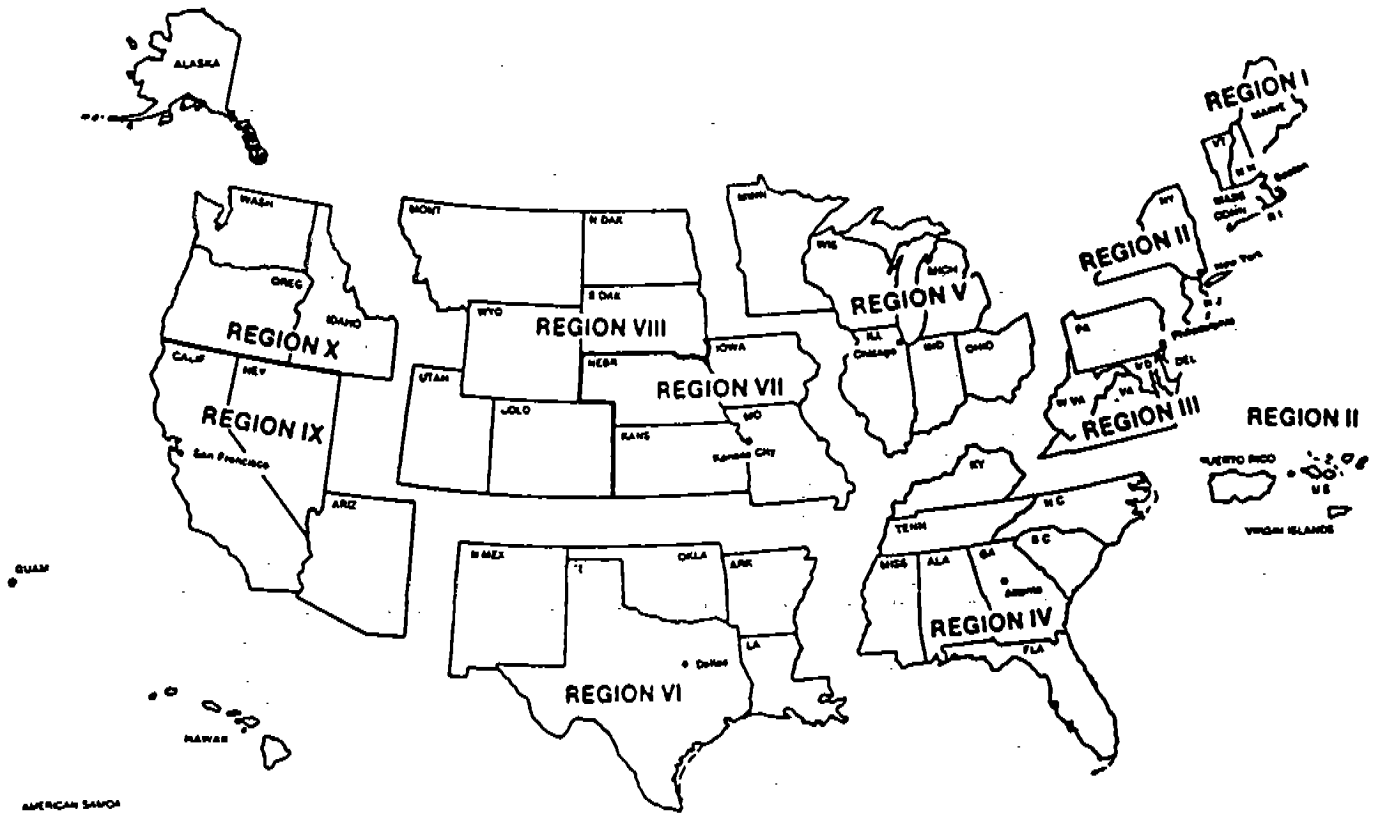 ALASKA
REGION I
MAINE
VT
N H
Boston
MASS
CONN
R I
WASH
MONT
N DAK
MINN
NY
REGION II
New York
WIS
MICH
OREG
S DAK
REGION V
N J
IDAHO
WYO
REGION VIII
PA
Philadelphia
REGION X
IOWA
Chicago
IND
OHIO
MD
DEL
CALIF
NEV
UTAH
NEBR
REGION VII
W VA
VA
REGION III
REGION IX
COLO
MO
REGION II
KANS
Kansas City
San Francisco
KY
PUERTO RICO
ARIZ
N C
TENN
VIRGIN ISLANDS
S C
N MEX
OKLA
ARK
MISS
ALA
GA
GUAM
Atlanta
REGION IV
LA
FLA
Dallas
REGION VI
HAWAII
AMERICAN SAMOA